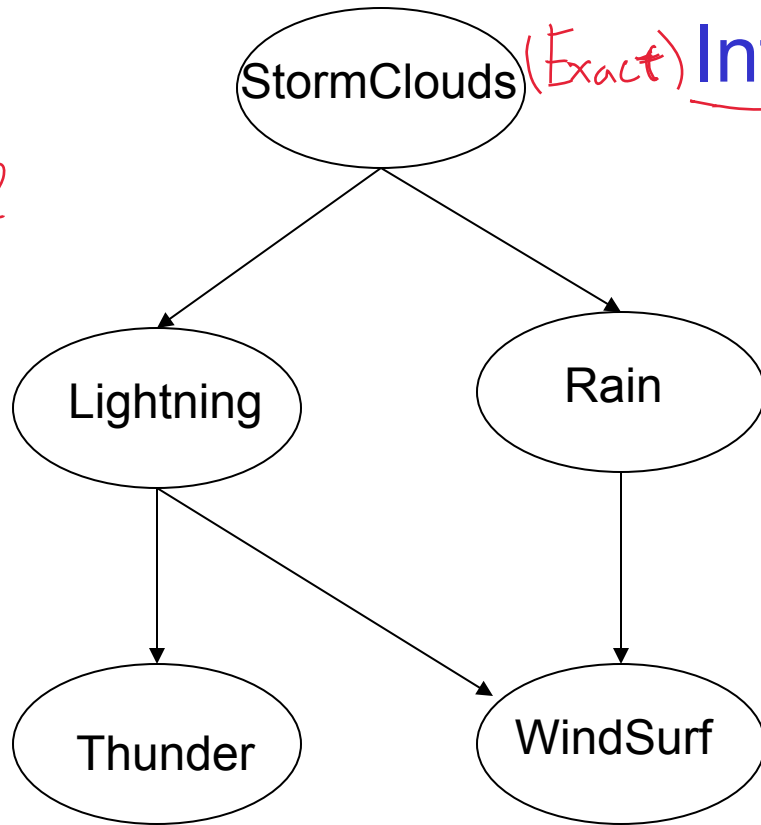 StormClouds (Exact)
Lightning
Rain
Thunder
WindSurf